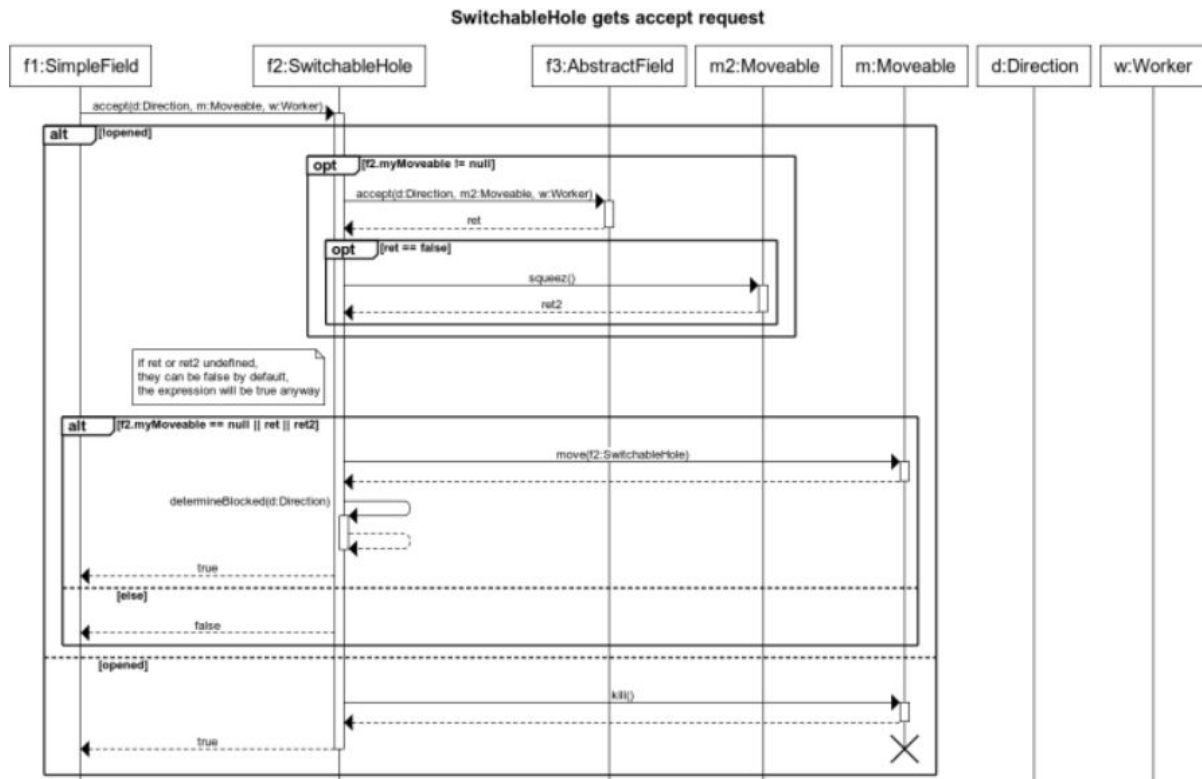 SwitchableHole gets accept request
f1:SimpleField
f2:SwitchableHole
f3:AbstractField
m2:Moveable
m:Moveable
d:Direction
w:Worker
accept(d:Direction, m:Moveable, w:Worker)
alt
[!opened]
opt
[f2.myMoveable != null]
accept(d:Direction, m2:Moveable, w:Worker)
ret
opt
[ret == false]
squeez()
ret2
if ret or ret2 undefined,
they can be false by default,
the expression will be true anyway
alt
[f2.myMoveable == null || ret || ret2]
move(f2:SwitchableHole)
determineBlocked(d:Direction)
true
[else]
false
[opened]
kill()
true